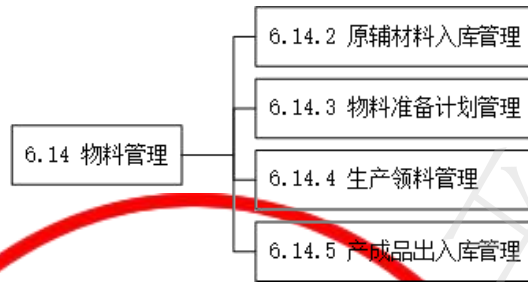 6.14.2 原辅材料入库管理
6.14.3 物料准备计划管理
6.14 物料管理
6.14.4 生产领料管理
6.14.5 产成品出入库管理